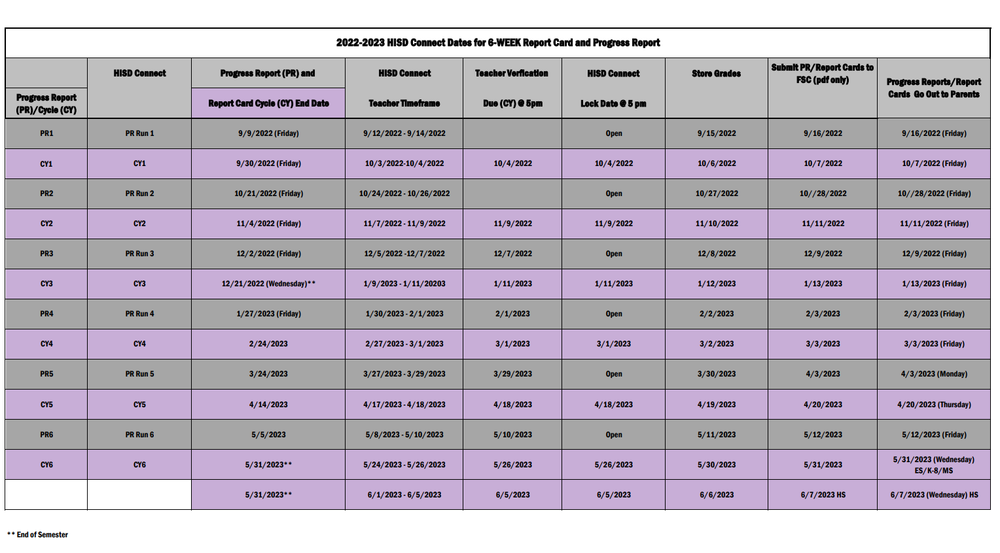 2022-2023 HISD Connect Dates for 6-WEEK Report Card and Progress Report
HISD Connect Progress Report (PR) and HISD Connect Teacher Verfication HISD Connect Store Grades Submit PR/Report Cards to FSC (pdf only) Progress Reports/Report Cards Go Out to Parents
Progress Report (PR)/Cycle (CY) Report Card Cycle (CY) End Date Teacher Timeframe Due (CY) @ 5pm Lock Date @ 5 pm
PR1 PR Run 1 9/9/2022 (Friday) 9/12/2022 - 9/14/2022 Open 9/15/2022 9/16/2022 9/16/2022 (Friday)
CY1 CY1 9/30/2022 (Friday) 10/3/2022-10/4/2022 10/4/2022 10/4/2022 10/6/2022 10/7/2022 10/7/2022 (Friday)
PR2 PR Run 2 10/21/2022 (Friday) 10/24/2022 - 10/26/2022 Open 10/27/2022 10//28/2022 10//28/2022 (Friday)
CY2 CY2 11/4/2022 (Friday) 11/7/2022 - 11/9/2022 11/9/2022 11/9/2022 11/10/2022 11/11/2022 11/11/2022 (Friday)
PR3 PR Run 3 12/2/2022 (Friday) 12/5/2022 -12/7/2022 12/7/2022 Open 12/8/2022 12/9/2022 12/9/2022 (Friday)
CY3 CY3 12/21/2022 (Wednesday)** 1/9/2023 - 1/11/20203 1/11/2023 1/11/2023 1/12/2023 1/13/2023 1/13/2023 (Friday)
PR4 PR Run 4 1/27/2023 (Friday) 1/30/2023 - 2/1/2023 2/1/2023 Open 2/2/2023 2/3/2023 2/3/2023 (Friday)
CY4 CY4 2/24/2023 2/27/2023 - 3/1/2023 3/1/2023 3/1/2023 3/2/2023 3/3/2023 3/3/2023 (Friday)
PR5 PR Run 5 3/24/2023 3/27/2023 - 3/29/2023 3/29/2023 Open 3/30/2023 4/3/2023 4/3/2023 (Monday)
CY5 CY5 4/14/2023 4/17/2023 - 4/18/2023 4/18/2023 4/18/2023 4/19/2023 4/20/2023 4/20/2023 (Thursday)
PR6 PR Run 6 5/5/2023 5/8/2023 - 5/10/2023 5/10/2023 Open 5/11/2023 5/12/2023 5/12/2023 (Friday)
CY6 CY6 5/31/2023** 5/24/2023 - 5/26/2023 5/26/2023 5/26/2023 5/30/2023 5/31/2023 5/31/2023 (Wednesday) ES/K-8/MS
5/31/2023** 6/1/2023 - 6/5/2023 6/5/2023 6/5/2023 6/6/2023 6/7/2023 HS 6/7/2023 (Wednesday) HS
** End of Semester